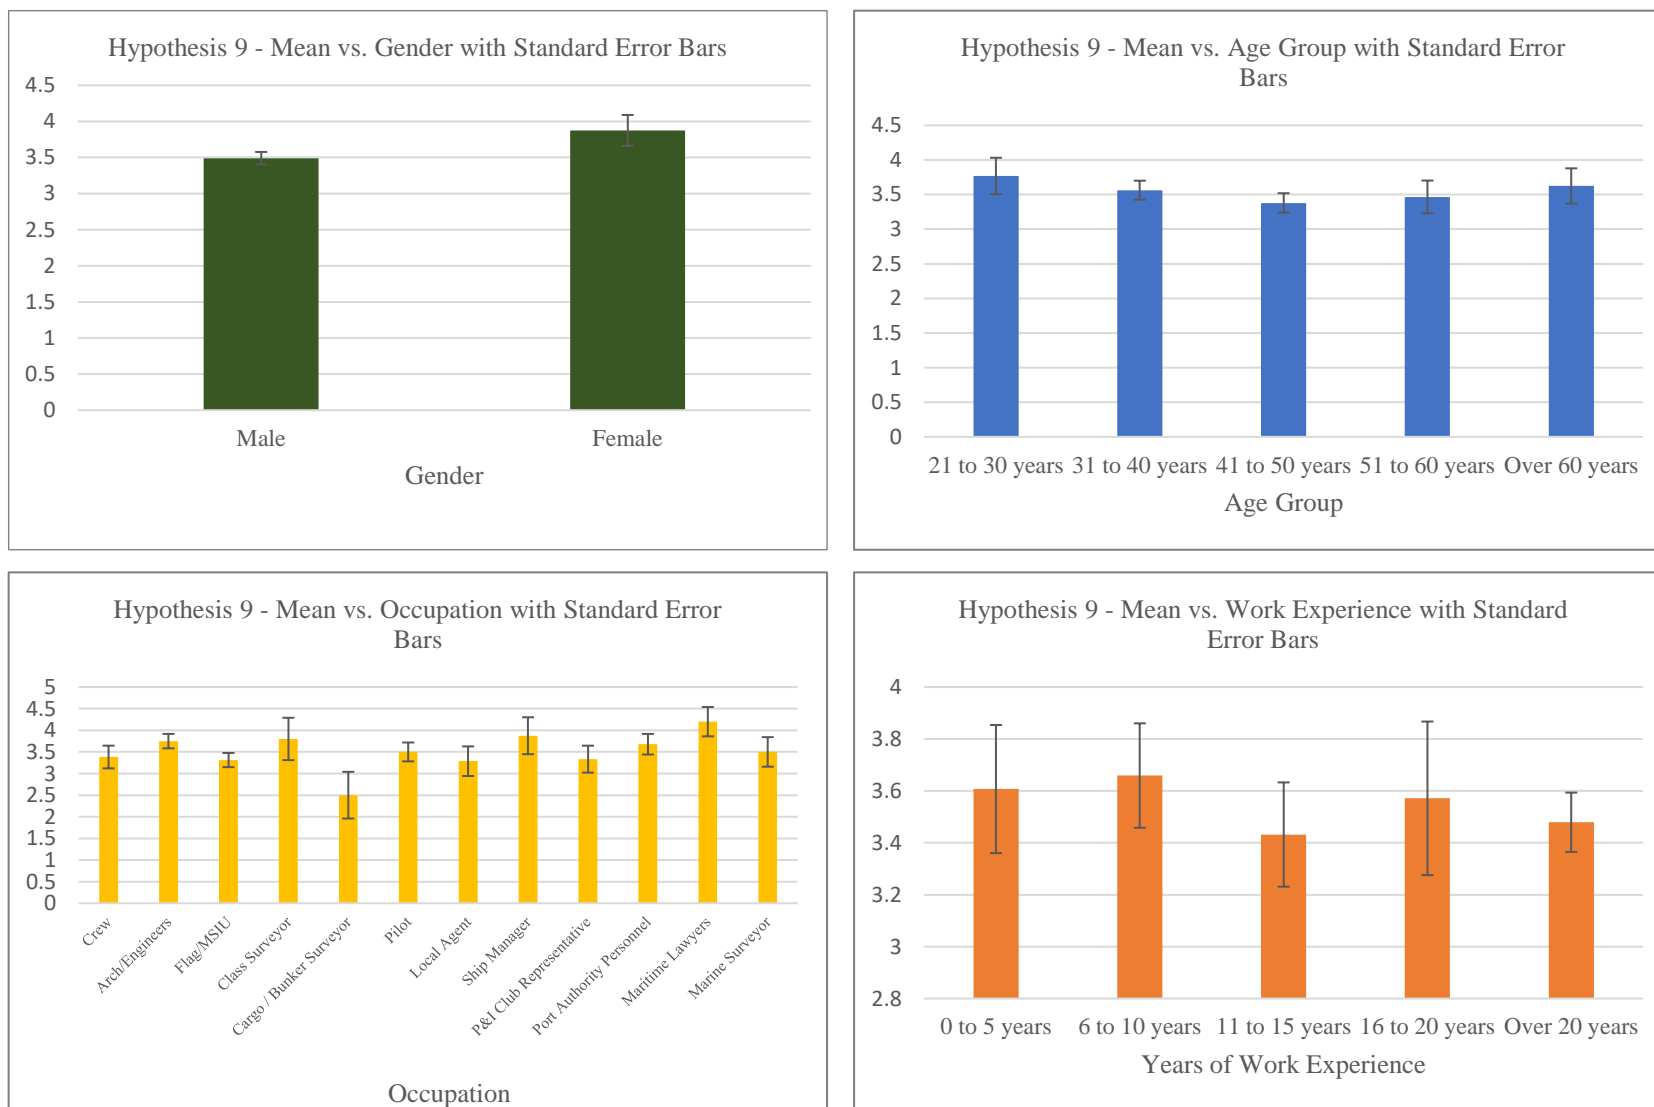 Hypothesis 9 - Mean vs. Gender with Standard Error Bars
4.5
4
3.5
3
2.5
2
1.5
1
0.5
0
Male Female
Gender
Hypothesis 9 - Mean vs. Age Group with Standard Error
Bars
4.5
4
3.5
3
2.5
2
1.5
1
0.5
0
21 to 30 years 31 to 40 years 41 to 50 years 51 to 60 years Over 60 years
Age Group
Hypothesis 9 - Mean vs. Occupation with Standard Error
Bars
5
4.5
4
3.5
3
2.5
2
1.5
1
0.5
0
Crew
Arch/Engineers
Flag/MSIU
Class Surveyor
Cargo / Bunker Surveyor
Pilot
Local Agent
Ship Manager
P&I Club Representative
Port Authority Personnel
Maritime Lawyers
Marine Surveyor
Occupation
Hypothesis 9 - Mean vs. Work Experience with Standard
Error Bars
4
3.8
3.6
3.4
3.2
3
2.8
0 to 5 years 6 to 10 years 11 to 15 years 16 to 20 years Over 20 years
Years of Work Experience